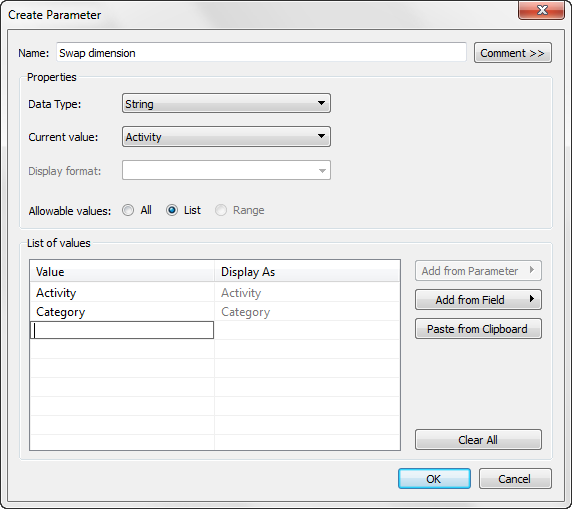 Create Parameter
Name: Swap dimension Comment >>
Properties
Data Type: String
Current value: Activity
Display format:
Allowable values: All List Range
List of values
Value Display As
Add from Parameter
Activity Activity
Add from Field
Category Category
Paste from Clipboard
Clear All
OK Cancel